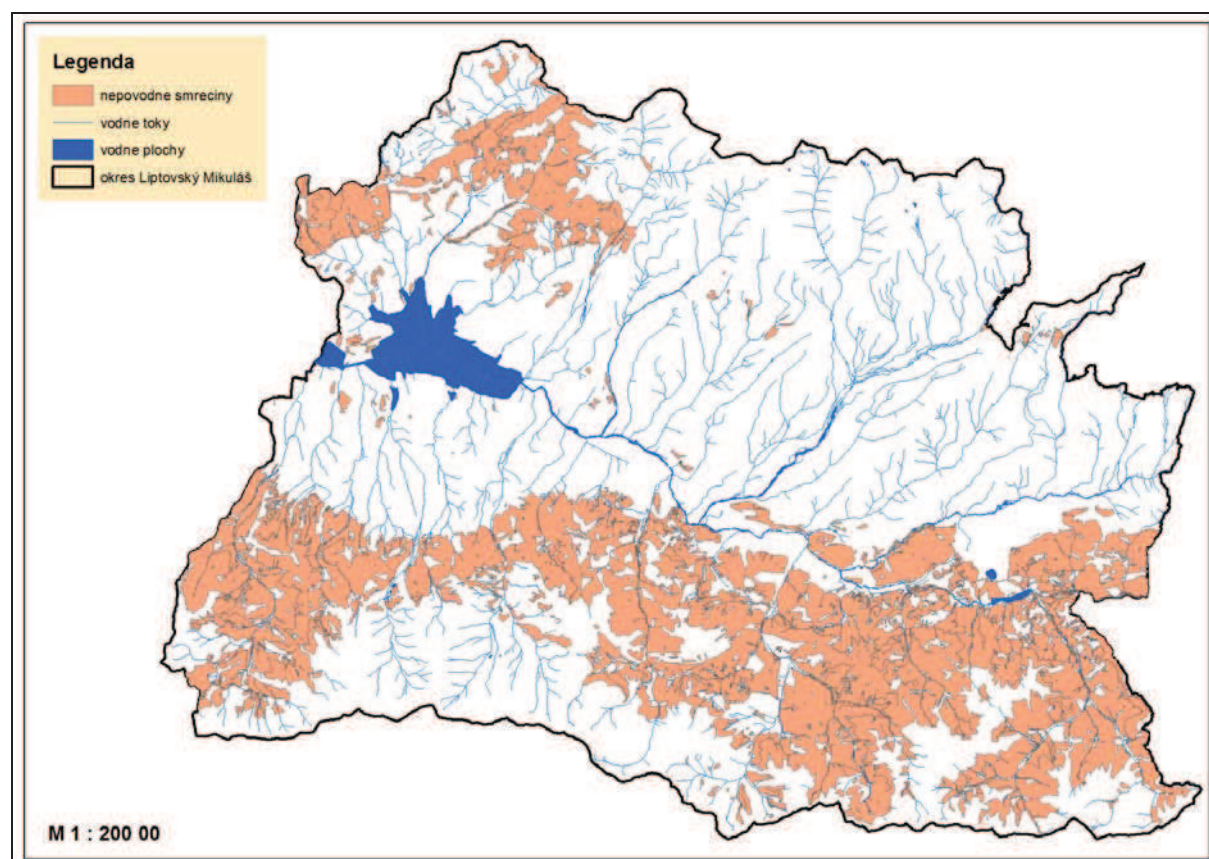 Legenda
nepovodne smreciny
vodne toky
vodne plochy
okres Liptovský Mikuláš
M 1 : 200 00